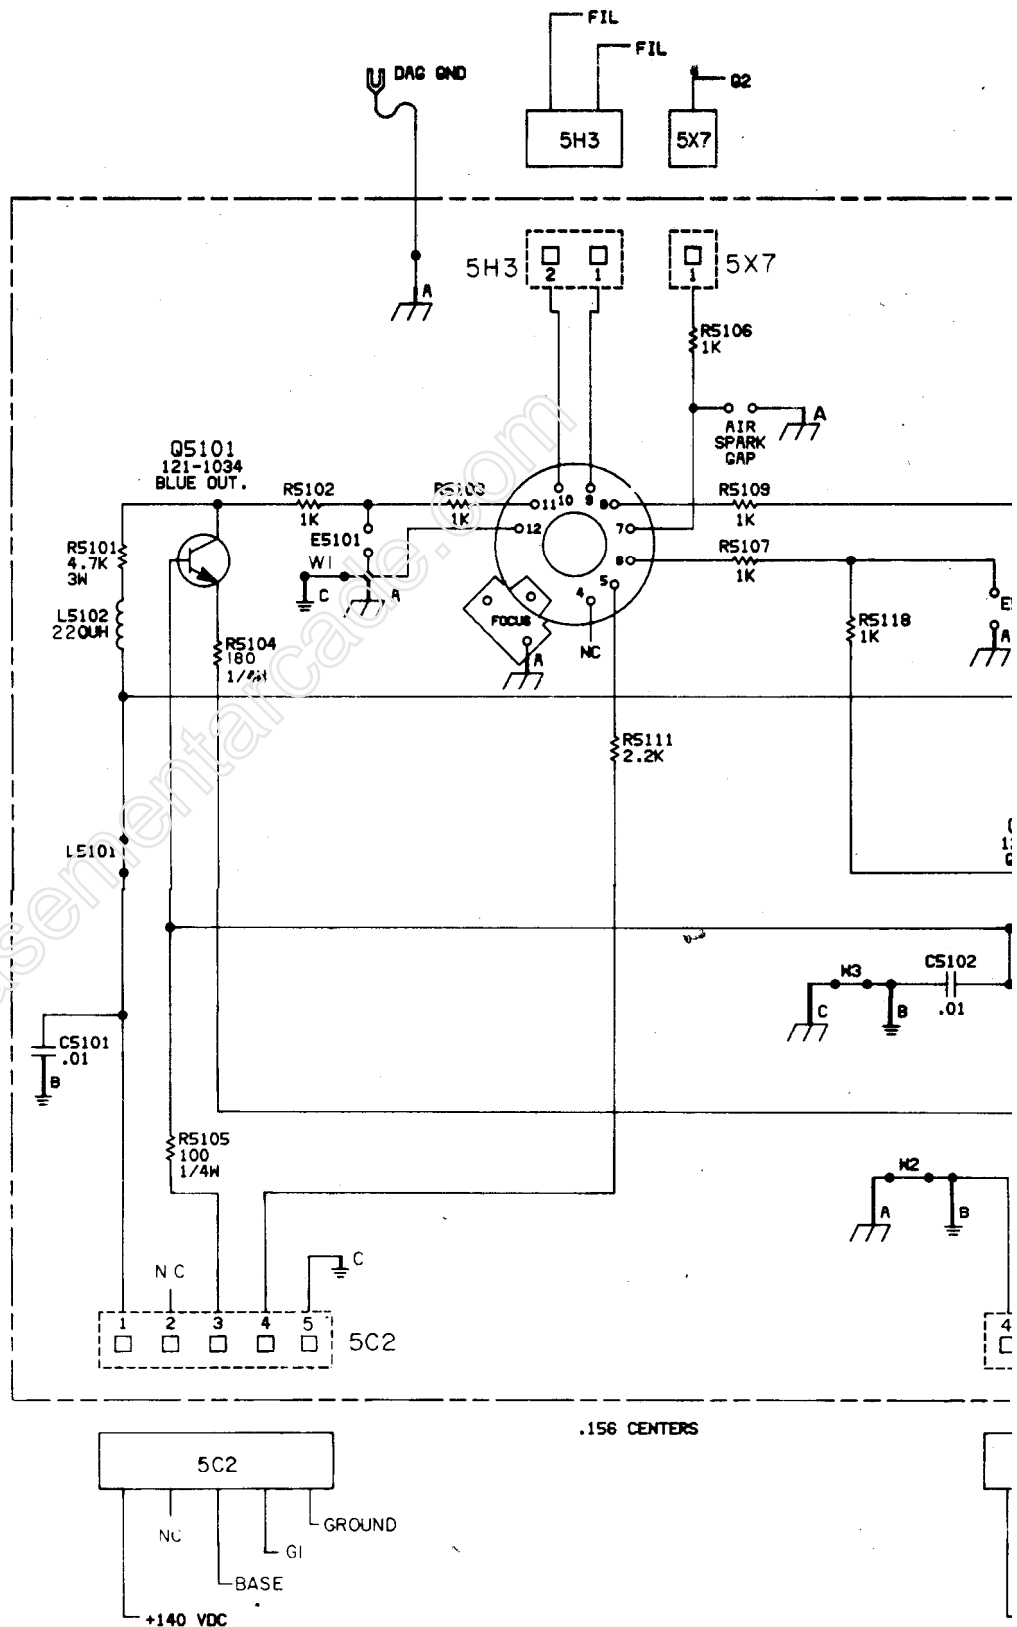 FIL
FIL
DAG GND
Q2
5H3
5X7
5H3
2
1
1
5X7
A
R5106
1K
A
AIR
SPARK
GAP
Q5101
121-1034
BLUE OUT.
R5102
1K
R5103
1K
11
10
9
8
R5109
1K
12
7
E5101
R5101
4.7K
3W
W1
C
A
6
R5107
1K
5
4
L5102
220UH
FOCUS
R5118
1K
A
R5104
180
1/4W
NC
A
R5111
2.2K
L5101
C5102
.01
W3
C
B
C5101
.01
B
R5105
100
1/4W
W2
A
B
NC
C
1
2
3
4
5
5C2
4
.156 CENTERS
5C2
NC
GROUND
G1
BASE
+140 VDC
basementarcade.com